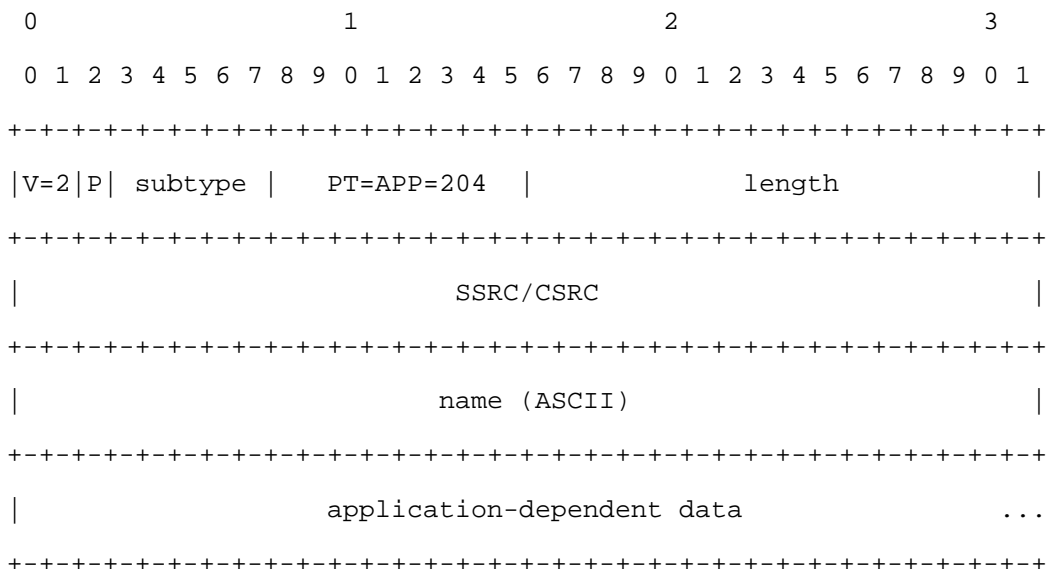 0                   1                   2                   3
 0 1 2 3 4 5 6 7 8 9 0 1 2 3 4 5 6 7 8 9 0 1 2 3 4 5 6 7 8 9 0 1
+-+-+-+-+-+-+-+-+-+-+-+-+-+-+-+-+-+-+-+-+-+-+-+-+-+-+-+-+-+-+-+-+
|V=2|P| subtype |   PT=APP=204  |             length            |
+-+-+-+-+-+-+-+-+-+-+-+-+-+-+-+-+-+-+-+-+-+-+-+-+-+-+-+-+-+-+-+-+
|                           SSRC/CSRC                           |
+-+-+-+-+-+-+-+-+-+-+-+-+-+-+-+-+-+-+-+-+-+-+-+-+-+-+-+-+-+-+-+-+
|                          name (ASCII)                         |
+-+-+-+-+-+-+-+-+-+-+-+-+-+-+-+-+-+-+-+-+-+-+-+-+-+-+-+-+-+-+-+-+
|                   application-dependent data                ...
+-+-+-+-+-+-+-+-+-+-+-+-+-+-+-+-+-+-+-+-+-+-+-+-+-+-+-+-+-+-+-+-+